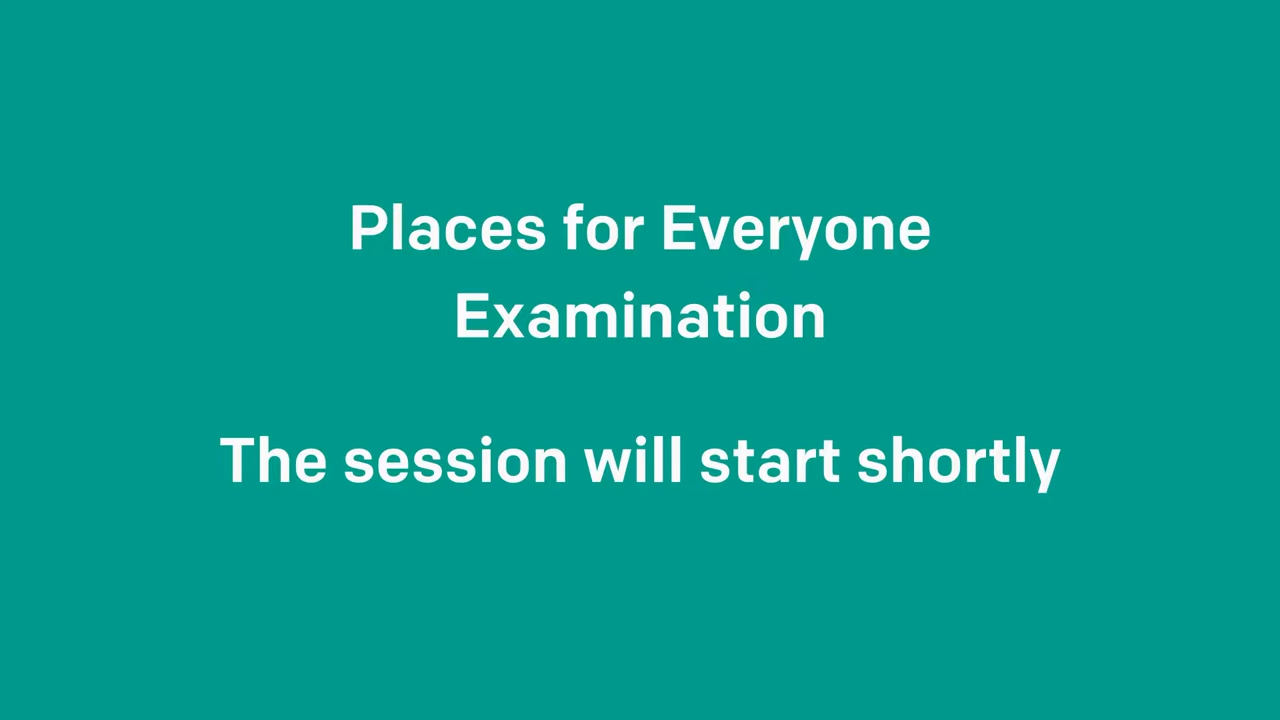 Places for Everyone
Examination
The session will start shortly